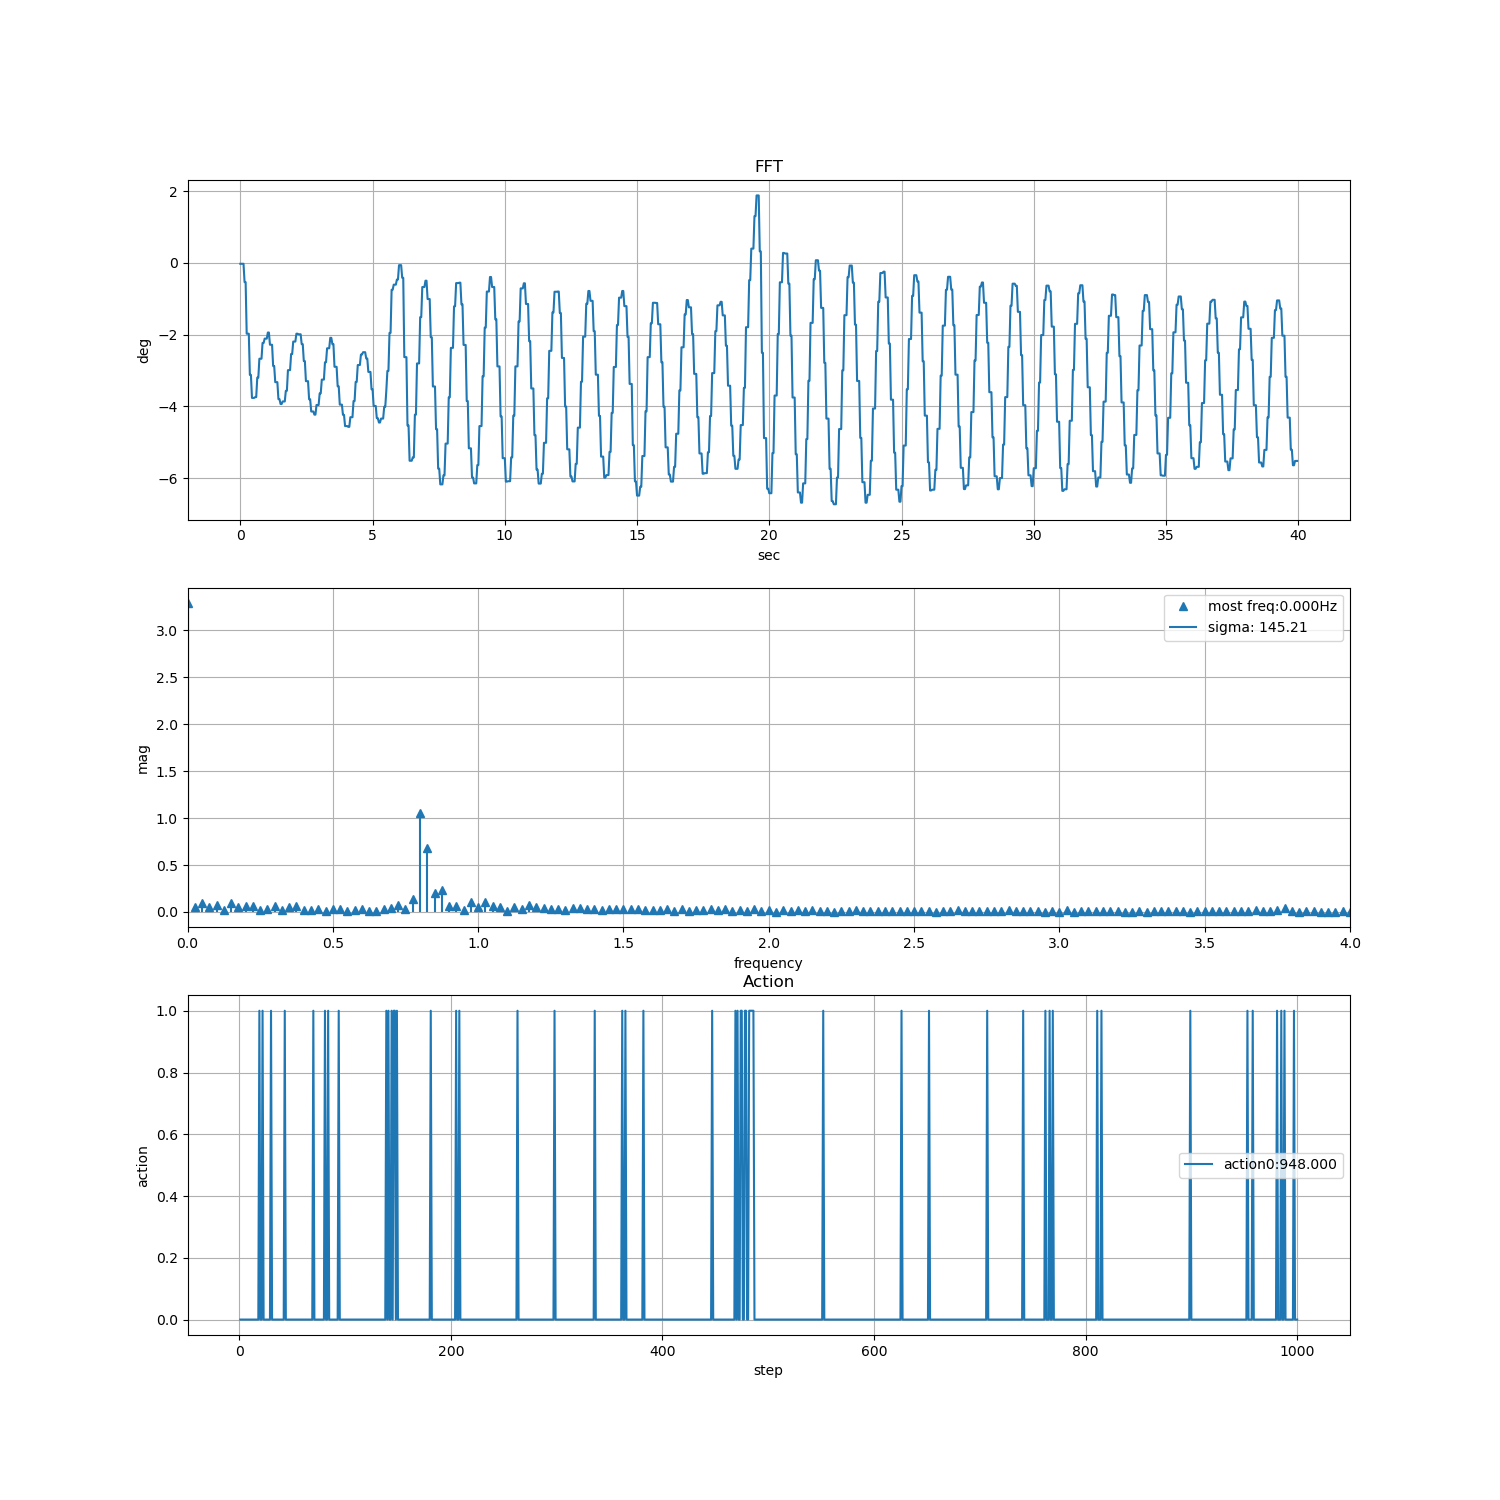 FFT
2
0
−2
−4
−6
deg
0 5 10 15 20 25 30 35 40
sec
most freq:0.000Hz
sigma: 145.21
3.0
2.5
2.0
1.5
1.0
0.5
0.0
mag
0.0 0.5 1.0 1.5 2.0 2.5 3.0 3.5 4.0
frequency
Action
1.0
0.8
0.6
0.4
0.2
0.0
action
action0:948.000
0 200 400 600 800 1000
step